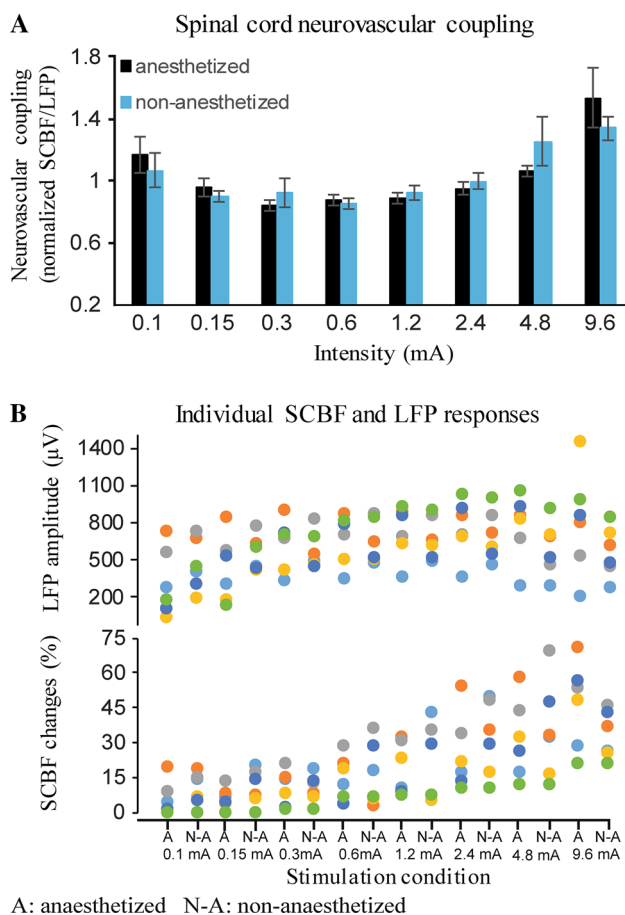 A Spinal cord neurovascular coupling
Neurovascular coupling
(normalized SCBF/LFP)
1.8
1.4
1
0.6
0.2
anesthetized
non-anesthetized
0.1 0.15 0.3 0.6 1.2 2.4 4.8 9.6
Intensity (mA)
B Individual SCBF and LFP responses
LFP amplitude (µV)
1400
1100
800
500
200
SCBF changes (%)
75
60
45
30
15
0
A N-A A N-A A N-A A N-A A N-A A N-A A N-A A N-A
0.1 mA 0.15 mA 0.3mA 0.6mA 1.2 mA 2.4 mA 4.8 mA 9.6 mA
Stimulation condition
A: anaesthetized N-A: non-anaesthetized